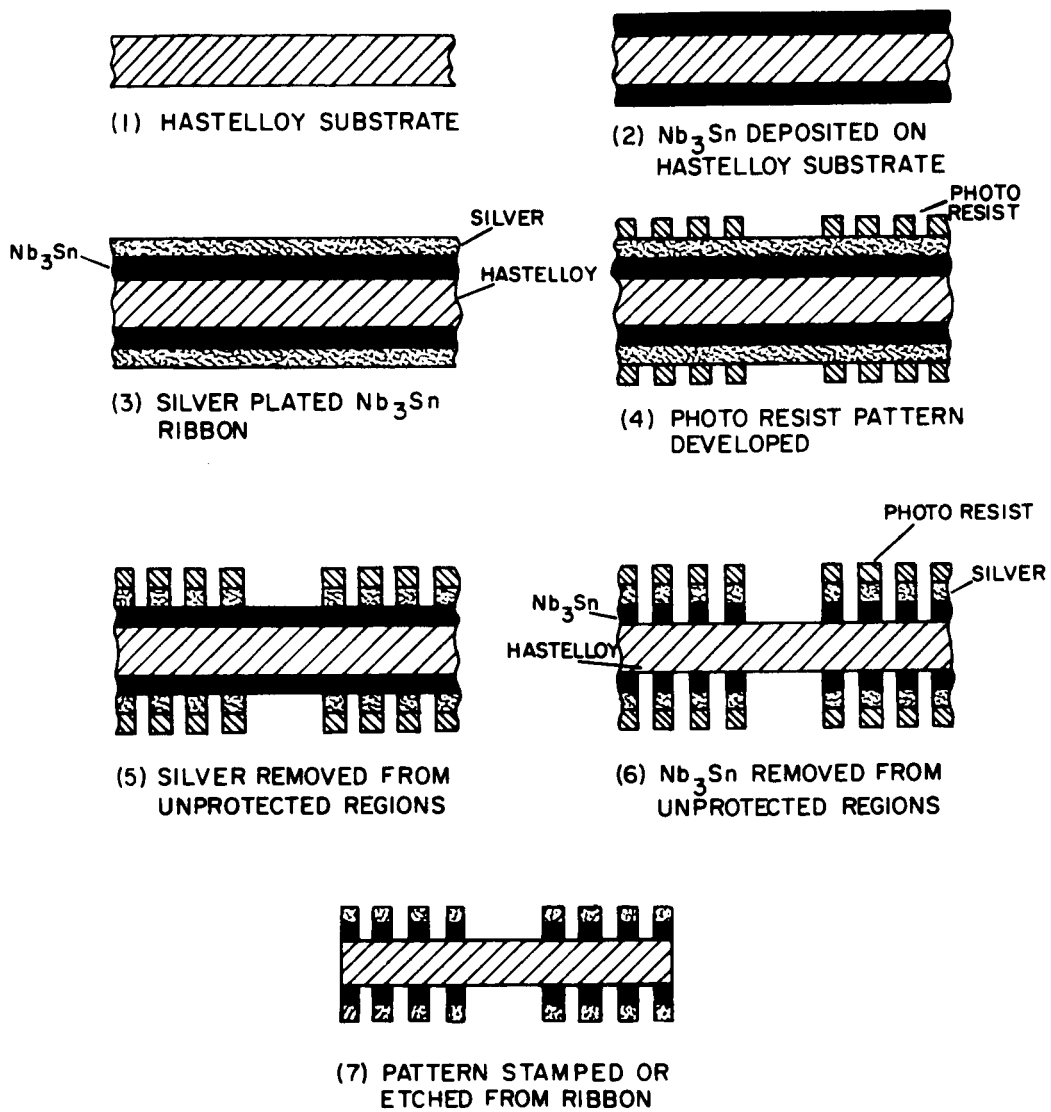 (1) HASTELLOY SUBSTRATE
(2) Nb3Sn DEPOSITED ON
HASTELLOY SUBSTRATE
SILVER
Nb3Sn
HASTELLOY
(3) SILVER PLATED Nb3Sn
RIBBON
PHOTO
RESIST
(4) PHOTO RESIST PATTERN
DEVELOPED
(5) SILVER REMOVED FROM
UNPROTECTED REGIONS
PHOTO RESIST
SILVER
Nb3Sn
HASTELLOY
(6) Nb3Sn REMOVED FROM
UNPROTECTED REGIONS
(7) PATTERN STAMPED OR
ETCHED FROM RIBBON